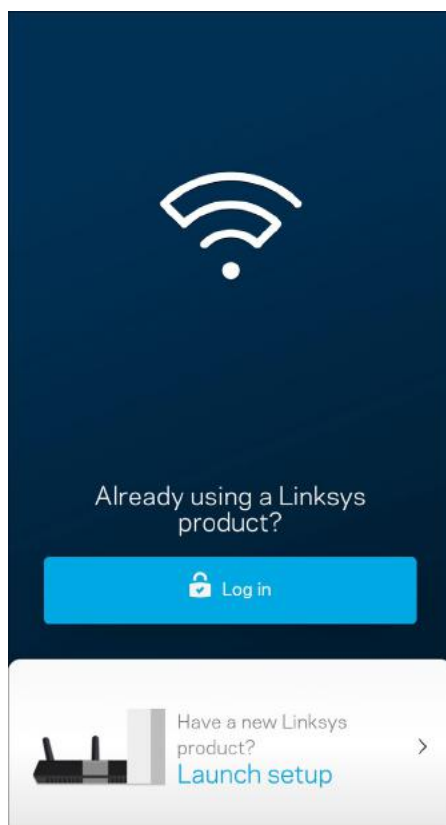 Already using a Linksys
product?
Log in
Have a new Linksys
product?
Launch setup